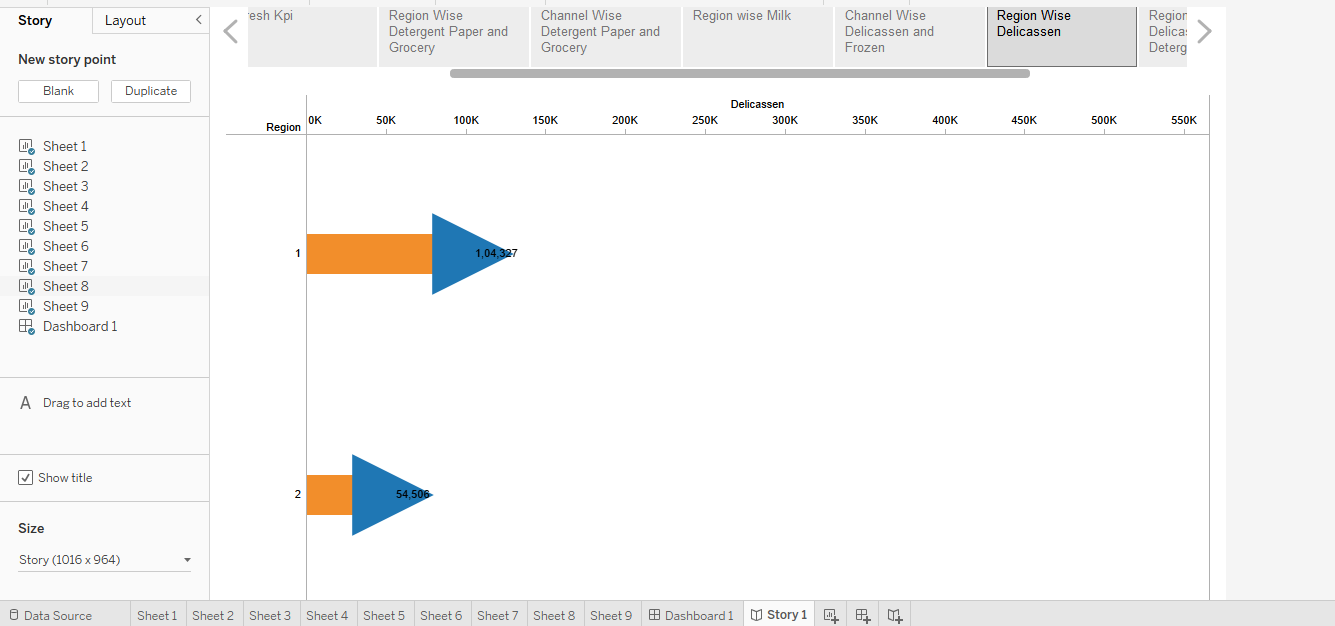 Story
Layout
New story point
Blank
Duplicate
Sheet 1
Sheet 2
Sheet 3
Sheet 4
Sheet 5
Sheet 6
Sheet 7
Sheet 8
Sheet 9
Dashboard 1
A Drag to add text
Show title
Size
Story (1016 x 964)
resh Kpi
Region Wise
Detergent Paper and
Grocery
Channel Wise
Detergent Paper and
Grocery
Region wise Milk
Channel Wise
Delicassen and
Frozen
Region Wise
Delicassen
Region
Delicas
Deterg
Delicassen
Region
0K 50K 100K 150K 200K 250K 300K 350K 400K 450K 500K 550K
1
1,04,327
2
54,506
Data Source Sheet 1 Sheet 2 Sheet 3 Sheet 4 Sheet 5 Sheet 6 Sheet 7 Sheet 8 Sheet 9 Dashboard 1 Story 1